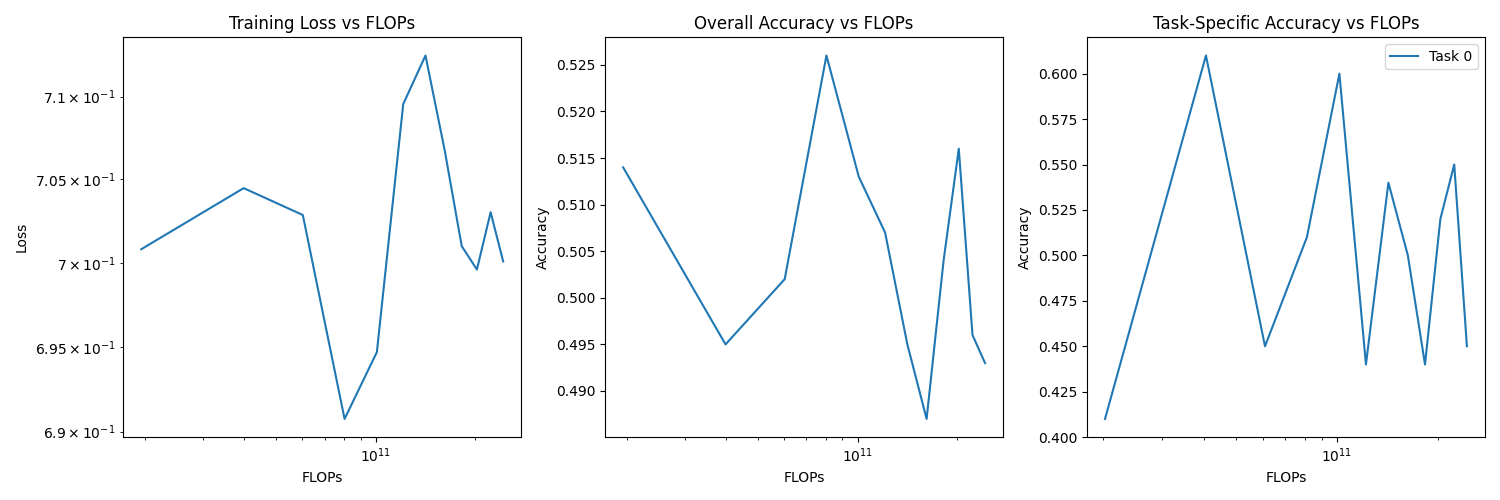 Training Loss vs FLOPs
Loss
7.1 × 10⁻¹
7.05 × 10⁻¹
7 × 10⁻¹
6.95 × 10⁻¹
6.9 × 10⁻¹
10¹¹
FLOPs
Overall Accuracy vs FLOPs
Accuracy
0.525
0.520
0.515
0.510
0.505
0.500
0.495
0.490
10¹¹
FLOPs
Task-Specific Accuracy vs FLOPs
Task 0
Accuracy
0.600
0.575
0.550
0.525
0.500
0.475
0.450
0.425
0.400
10¹¹
FLOPs